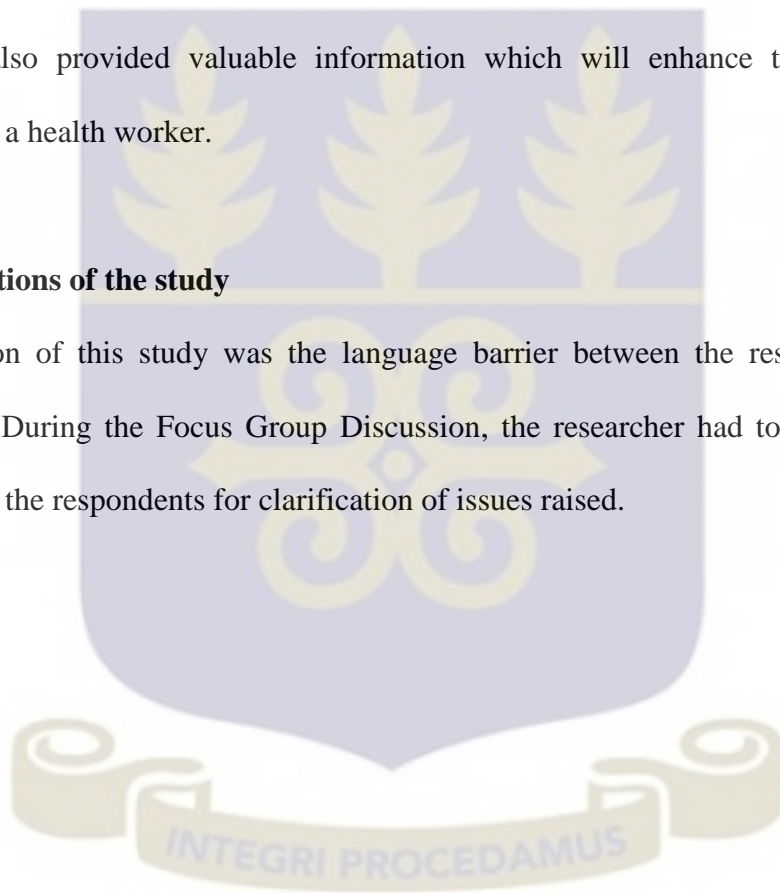 also provided valuable information which will enhance t
a health worker.
tions of the study
on of this study was the language barrier between the res
During the Focus Group Discussion, the researcher had to
the respondents for clarification of issues raised.
INTEGRI PROCEDAMUS